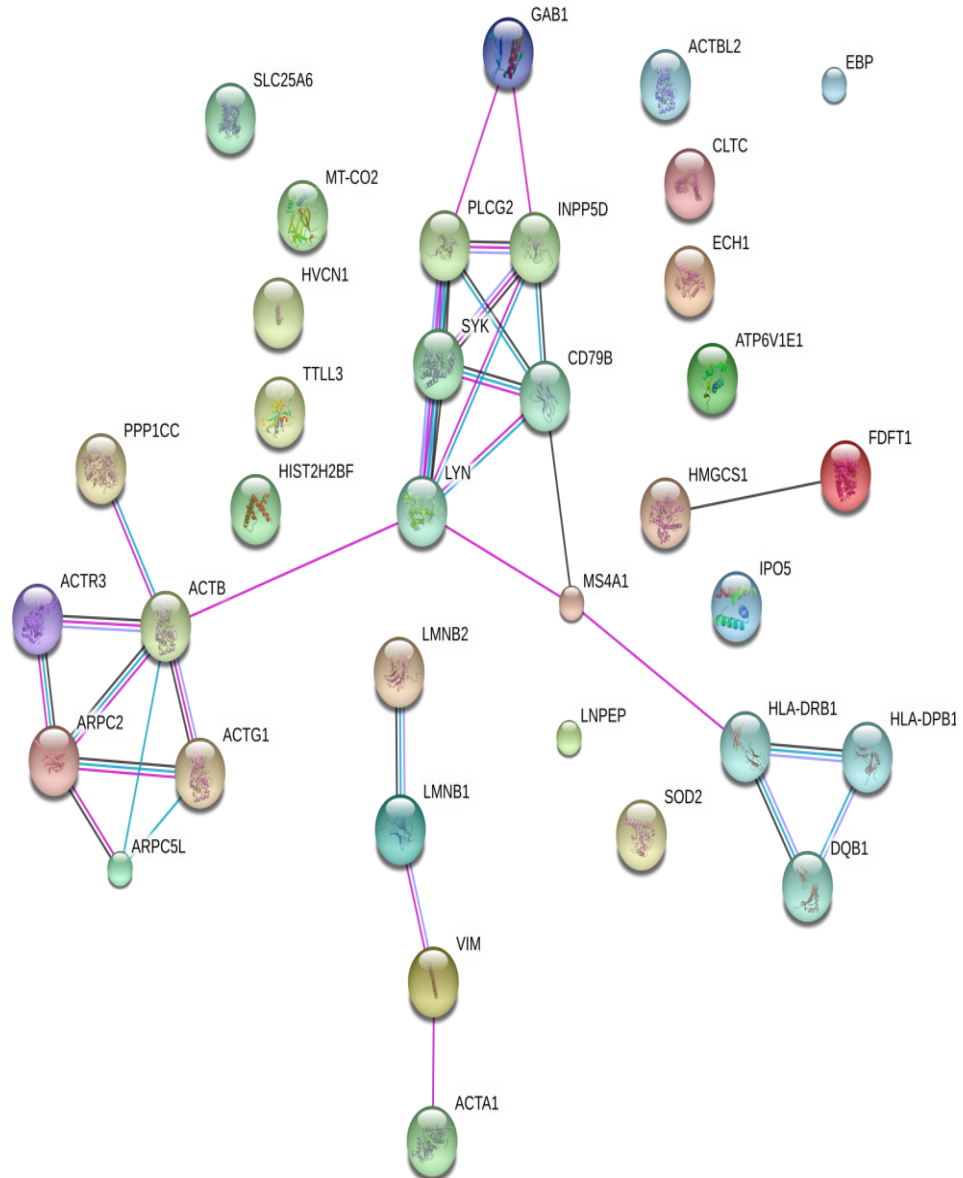 GAB1
ACTBL2
EBP
SLC25A6
CLTC
MT-CO2
PLCG2
INPP5D
ECH1
HVCN1
SYK
ATP6V1E1
CD79B
TTLL3
PPP1CC
FDFT1
HIST2H2BF
LYN
HMGCS1
ACTR3
ACTB
MS4A1
IPO5
LMNB2
ARPC2
ACTG1
LNPEP
HLA-DRB1
HLA-DPB1
LMNB1
SOD2
ARPC5L
DQB1
VIM
ACTA1